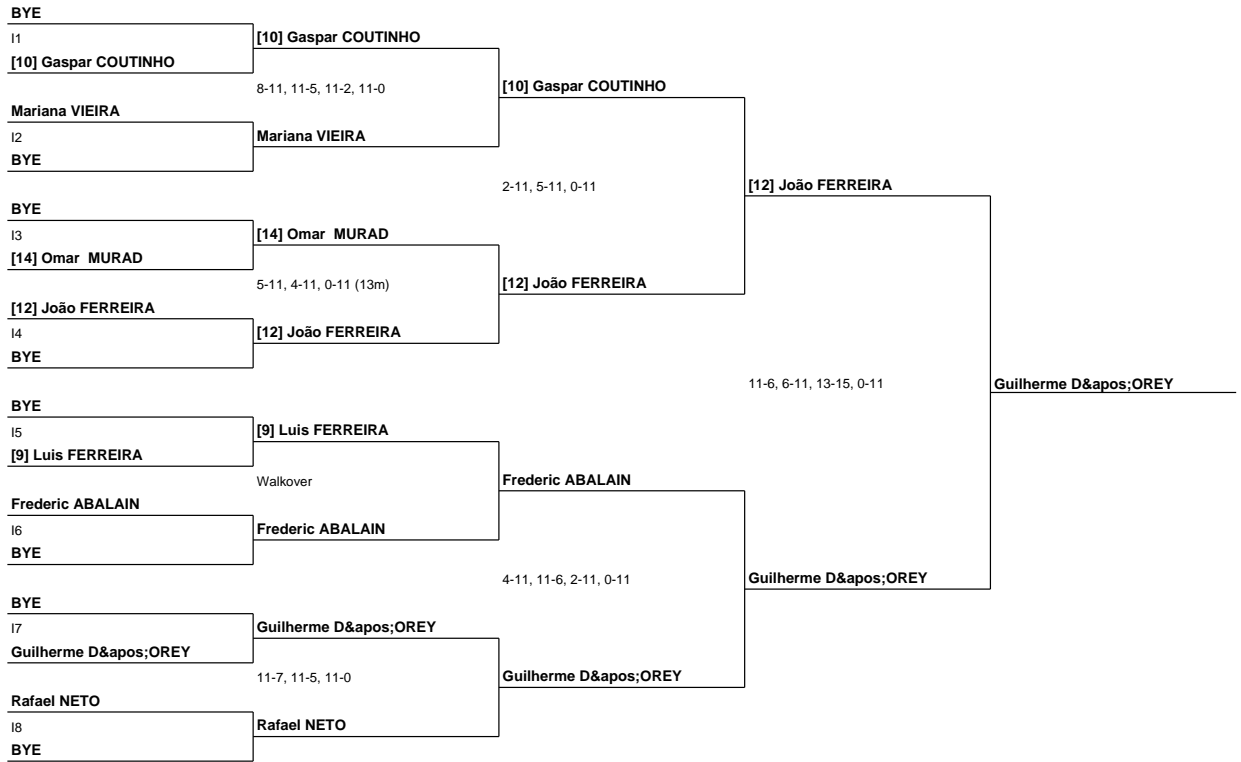 BYE
I1
[10] Gaspar COUTINHO
[10] Gaspar COUTINHO
8-11, 11-5, 11-2, 11-0
[10] Gaspar COUTINHO
Mariana VIEIRA
I2
Mariana VIEIRA
BYE
2-11, 5-11, 0-11
[12] João FERREIRA
BYE
I3
[14] Omar  MURAD
[14] Omar  MURAD
5-11, 4-11, 0-11 (13m)
[12] João FERREIRA
[12] João FERREIRA
I4
[12] João FERREIRA
BYE
11-6, 6-11, 13-15, 0-11
Guilherme D&apos;OREY
BYE
I5
[9] Luis FERREIRA
[9] Luis FERREIRA
Walkover
Frederic ABALAIN
Frederic ABALAIN
I6
Frederic ABALAIN
BYE
4-11, 11-6, 2-11, 0-11
Guilherme D&apos;OREY
BYE
I7
Guilherme D&apos;OREY
Guilherme D&apos;OREY
11-7, 11-5, 11-0
Guilherme D&apos;OREY
Rafael NETO
I8
Rafael NETO
BYE